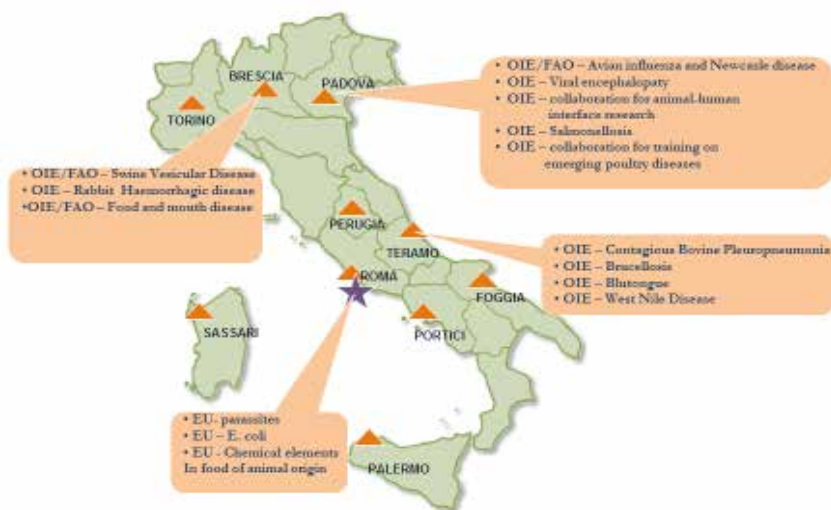 BRESCIA
PADOVA
TORINO
• OIE/FAO – Avian influenza and Newcasle disease
• OIE – Viral encephalopaty
• OIE – collaboration for animal-human
interface research
• OIE – Salmonellosis
• OIE – collaboration for training on
emerging poultry diseases
• OIE/FAO – Swine Vesicular Disease
• OIE – Rabbit Haemorrhagic disease
•OIE/FAO – Food and mouth disease
PERUGIA
TERAMO
ROMA
FOGGIA
PORTICI
SASSARI
• OIE – Contagious Bovine Pleuropneumonia
• OIE – Brucellosis
• OIE – Blutongue
• OIE – West Nile Disease
• EU- parassites
• EU – E. coli
• EU - Chemical elements
In food of animal origin
PALERMO